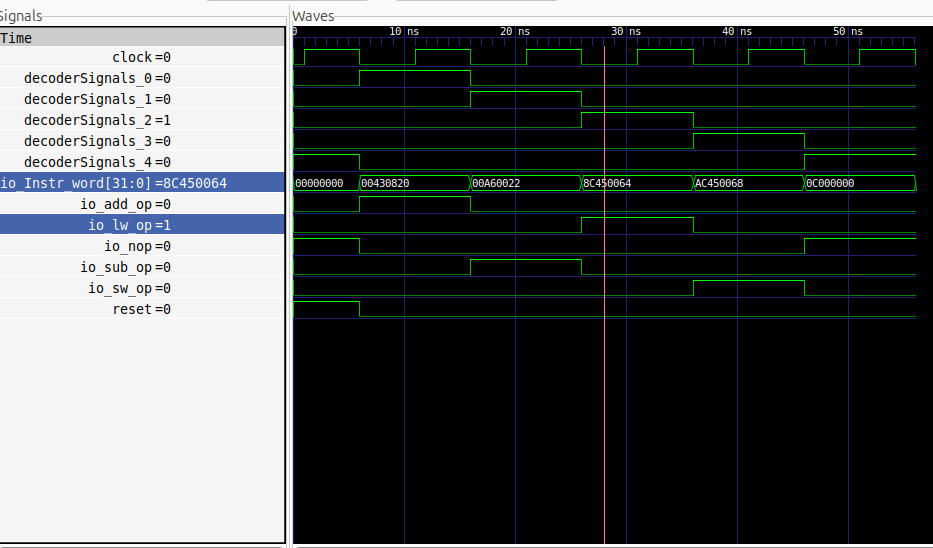 Signals
Waves
Time
0 10 ns 20 ns 30 ns 40 ns 50 ns
clock=0
decoderSignals_0=0
decoderSignals_1=0
decoderSignals_2=1
decoderSignals_3=0
decoderSignals_4=0
io_Instr_word[31:0]=8C450064 00000000 00430820 00A60022 8C450064 AC450068 0C000000
io_add_op=0
io_lw_op=1
io_nop=0
io_sub_op=0
io_sw_op=0
reset=0